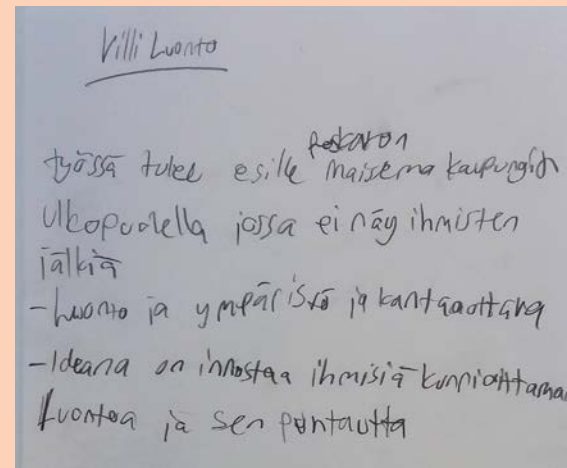 Villi Luonto
työssä tulee esille maisema kaupungin
ulkopuolella jossa ei näy ihmisten
jälkiä
- Luonto ja ympäristö ja kantaaottava
- Ideana on innostaa ihmisiä kunnioittamaan
Luontoa ja sen puhtautta